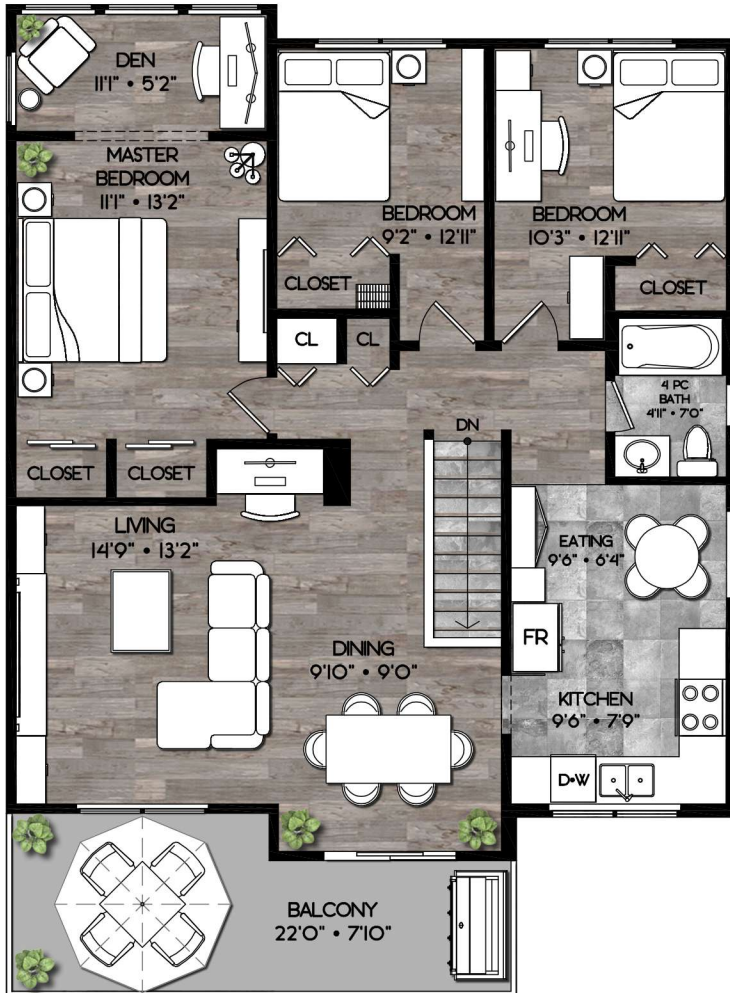 DEN
11'1" • 5'2"
MASTER
BEDROOM
11'1" • 13'2"
BEDROOM
9'2" • 12'11"
BEDROOM
10'3" • 12'11"
CLOSET
CLOSET
CL
CL
4 PC
BATH
4'11" • 7'0"
DN
CLOSET
CLOSET
LIVING
14'9" • 13'2"
EATING
9'6" • 6'4"
FR
DINING
9'10" • 9'0"
KITCHEN
9'6" • 7'9"
D•W
BALCONY
22'0" • 7'10"